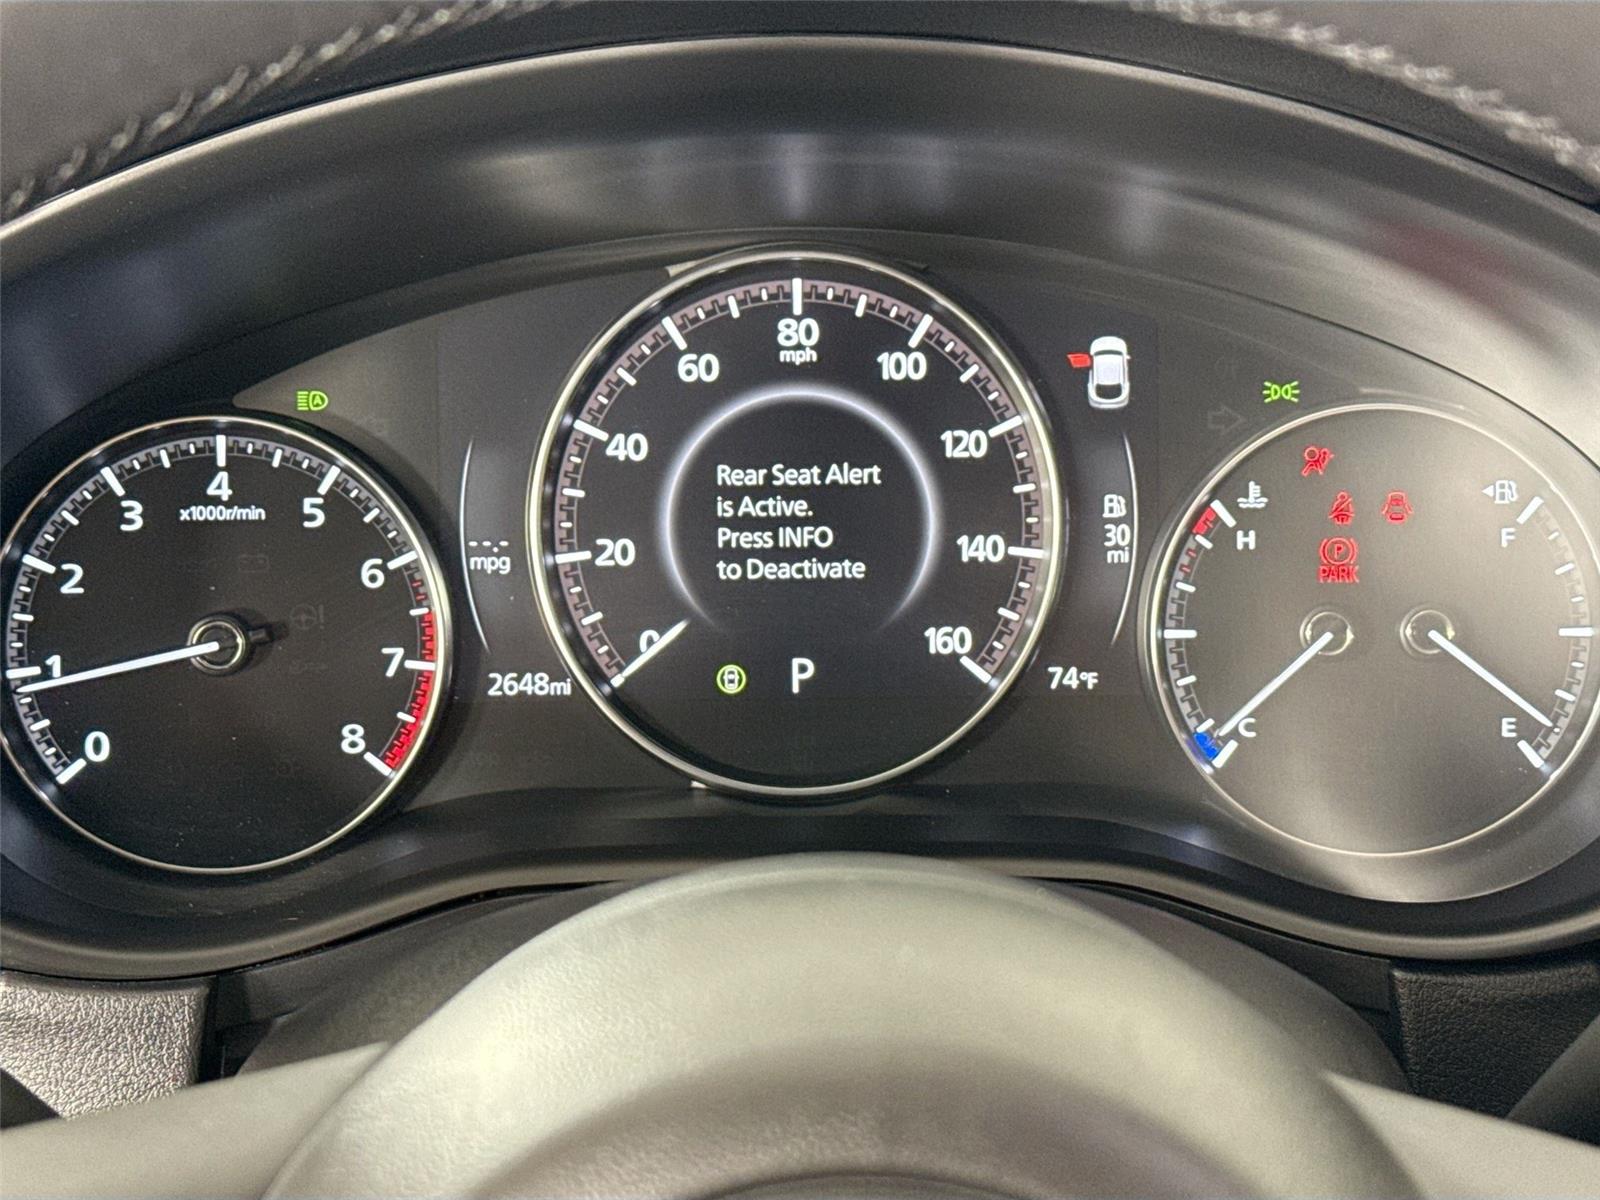 4
x1000r/min
3
5
2
6
1
7
0
8
mpg
2648mi
80
mph
60
100
40
120
20
140
0
160
Rear Seat Alert
is Active.
Press INFO
to Deactivate
P
30
mi
74°F
H
F
P
PARK
C
E